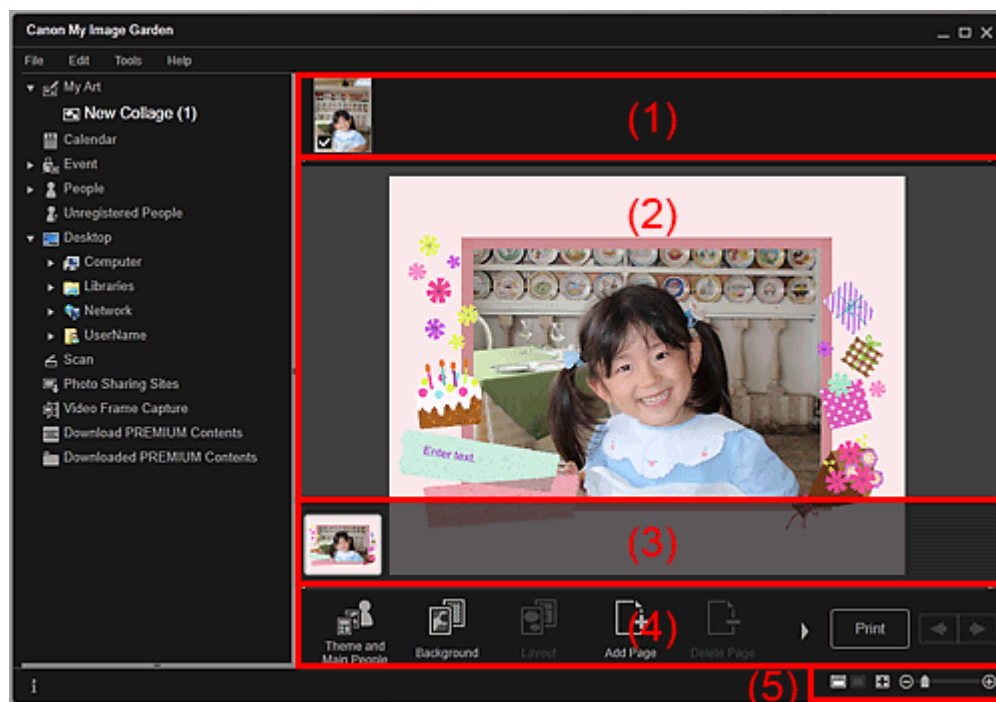 Canon My Image Garden
File Edit Tools Help
My Art
New Collage (1)
Calendar
Event
People
Unregistered People
Desktop
Computer
Libraries
Network
UserName
Scan
Photo Sharing Sites
Video Frame Capture
Download PREMIUM Contents
Downloaded PREMIUM Contents
(1)
(2)
Enter text.
(3)
(4)
Theme and
Main People
Background
Layout
Add Page
Delete Page
Print
(5)